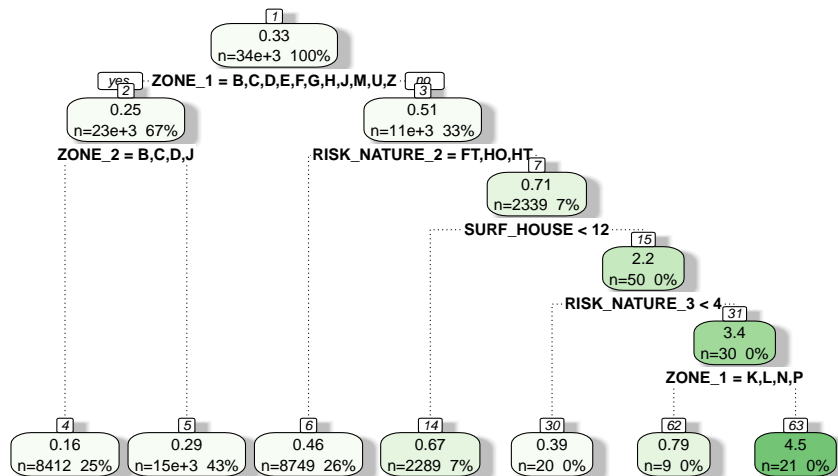 1
0.33
n=34e+3 100%
yes ZONE_1 = B,C,D,E,F,G,H,J,M,U,Z no
2
0.25
n=23e+3 67%
3
0.51
n=11e+3 33%
ZONE_2 = B,C,D,J
RISK_NATURE_2 = FT,HO,HT
7
0.71
n=2339 7%
SURF_HOUSE < 12
15
2.2
n=50 0%
RISK_NATURE_3 < 4
31
3.4
n=30 0%
ZONE_1 = K,L,N,P
4
0.16
n=8412 25%
5
0.29
n=15e+3 43%
6
0.46
n=8749 26%
14
0.67
n=2289 7%
30
0.39
n=20 0%
62
0.79
n=9 0%
63
4.5
n=21 0%